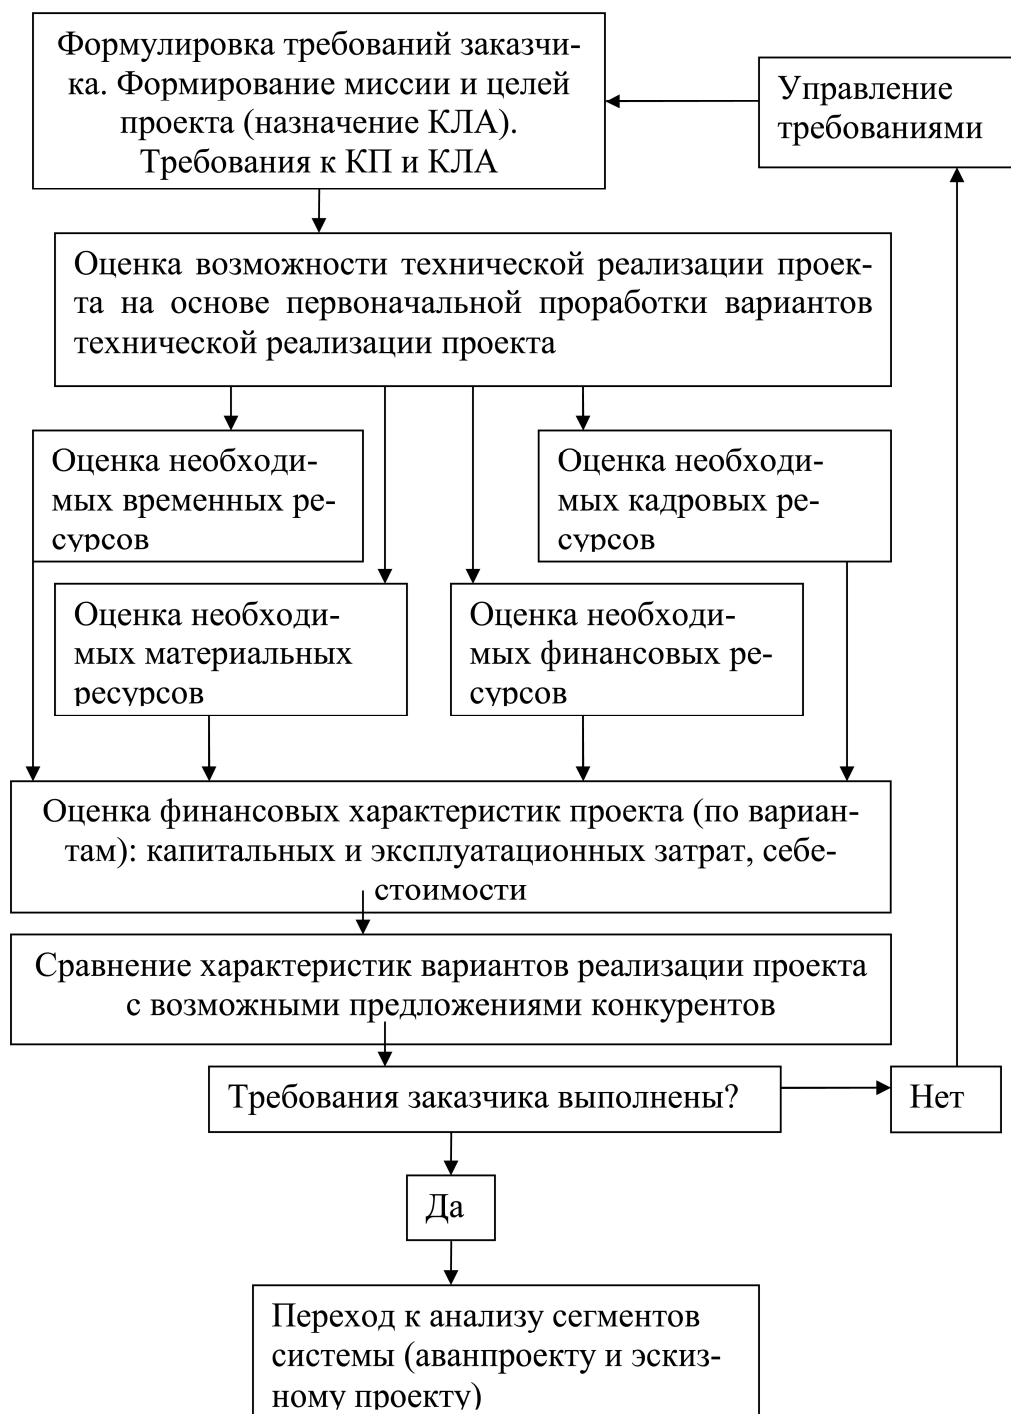 Формулировка требований заказчи-
ка. Формирование миссии и целей
проекта (назначение КЛА).
Требования к КП и КЛА
Управление
требованиями
Оценка возможности технической реализации проек-
та на основе первоначальной проработки вариантов
технической реализации проекта
Оценка необходи-
мых временных ре-
сурсов
Оценка необходи-
мых кадровых ре-
сурсов
Оценка необходи-
мых материальных
ресурсов
Оценка необходи-
мых финансовых ре-
сурсов
Оценка финансовых характеристик проекта (по вариан-
там): капитальных и эксплуатационных затрат, себе-
стоимости
Сравнение характеристик вариантов реализации проекта
с возможными предложениями конкурентов
Требования заказчика выполнены?
Нет
Да
Переход к анализу сегментов
системы (аванпроекту и эскиз-
ному проекту)